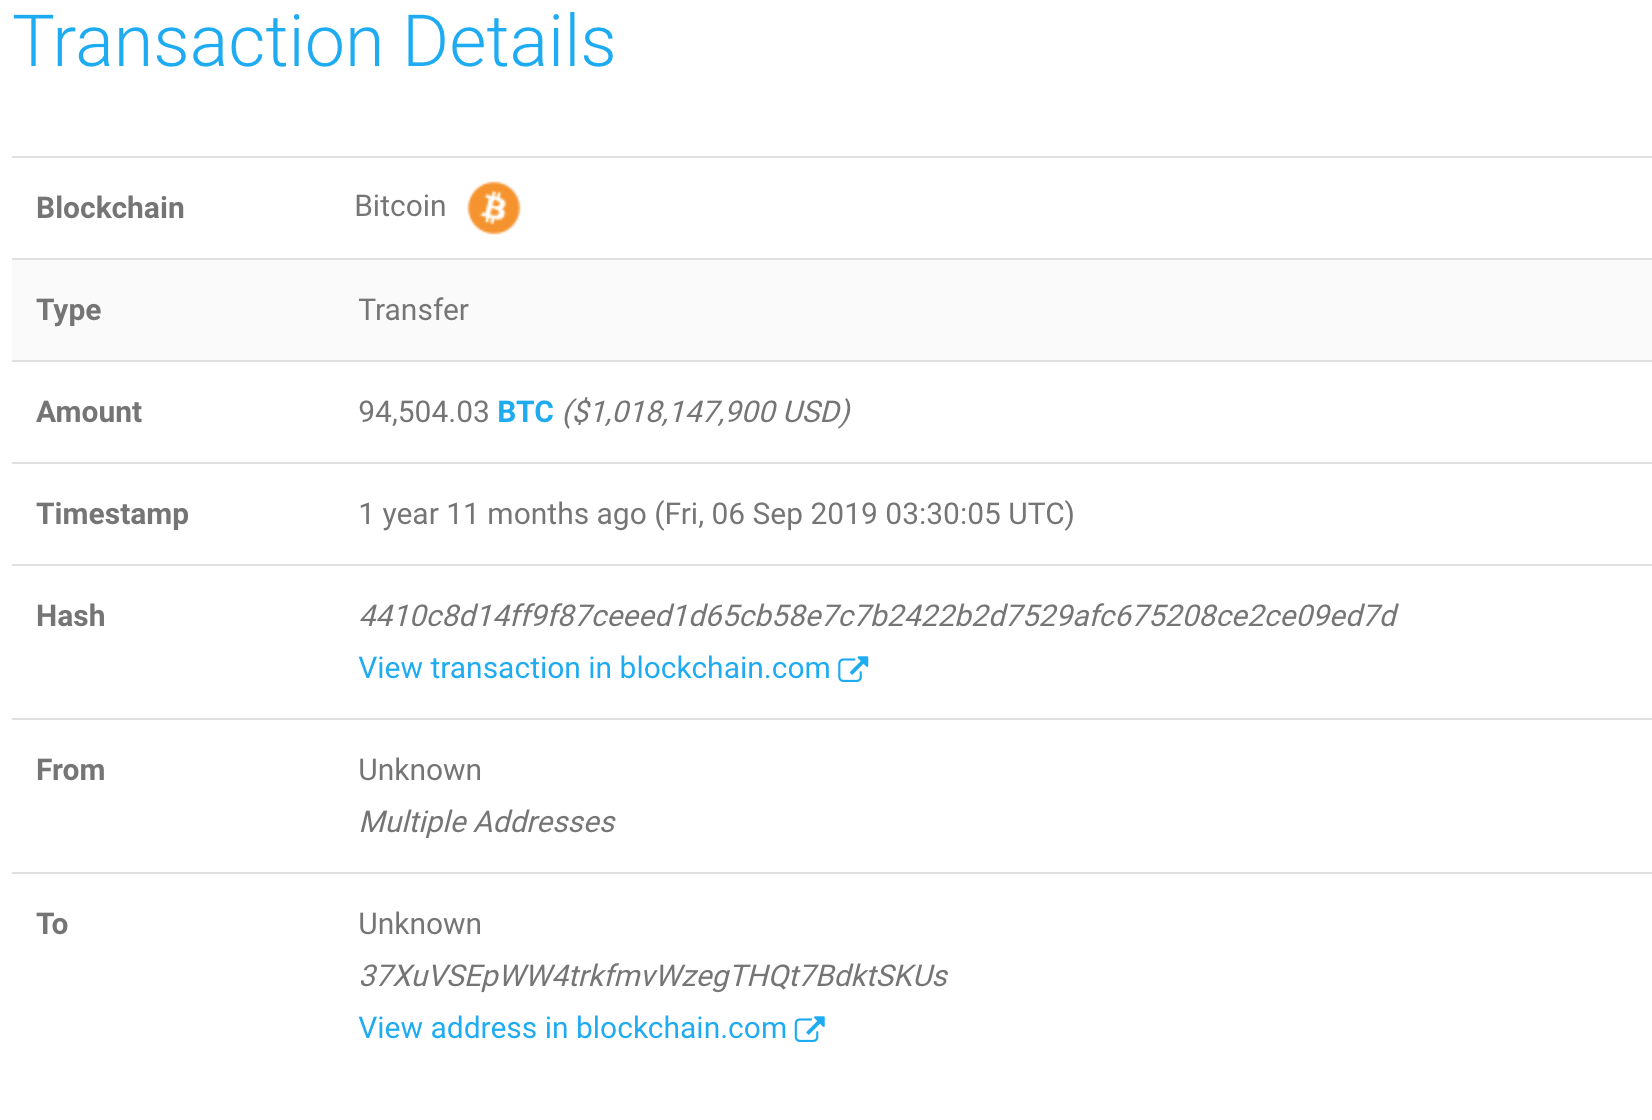 Transaction Details
Blockchain Bitcoin
Type Transfer
Amount 94,504.03 BTC ($1,018,147,900 USD)
Timestamp 1 year 11 months ago (Fri, 06 Sep 2019 03:30:05 UTC)
Hash 4410c8d14ff9f87ceeed1d65cb58e7c7b2422b2d7529afc675208ce2ce09ed7d
View transaction in blockchain.com
From Unknown
Multiple Addresses
To Unknown
37XuVSEpWW4trkfmvWzegTHQt7BdktSKUs
View address in blockchain.com